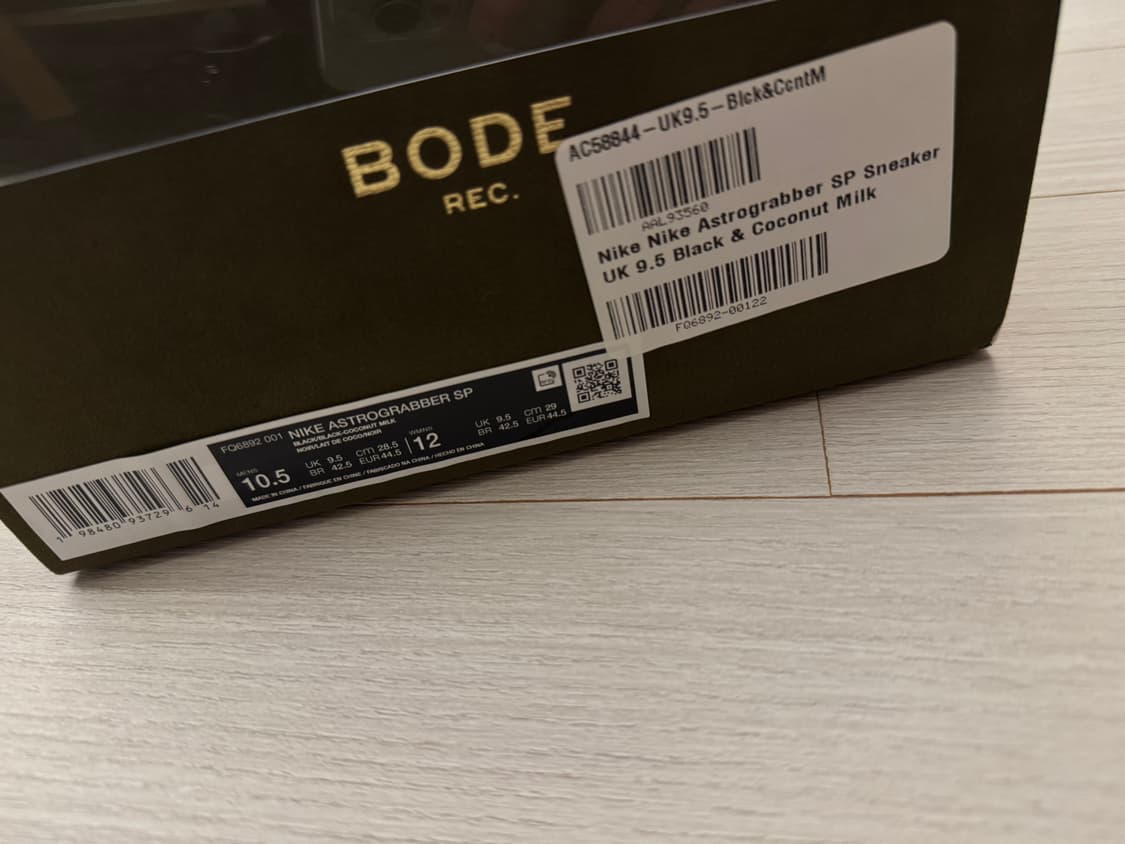 BODE
REC.
AC58844-UK9.5-Blck&CcntM
AAL93560
Nike Nike Astrograbber SP Sneaker
UK 9.5 Black & Coconut Milk
FQ6892-00122
FQ6892 001 NIKE ASTROGRABBER SP
BLACK/BLACK-COCONUT MILK
NOIR/LAIT DE COCO/NOIR
MENS
10.5
UK 9.5 cm 28.5
BR 42.5 EUR 44.5
WMNS
12
UK 9.5 cm 29
BR 42.5 EUR 44.5
MADE IN CHINA / FABRIQUE EN CHINE / FABRICADO NA CHINA / HECHO EN CHINA
1 98480 93729 6 14